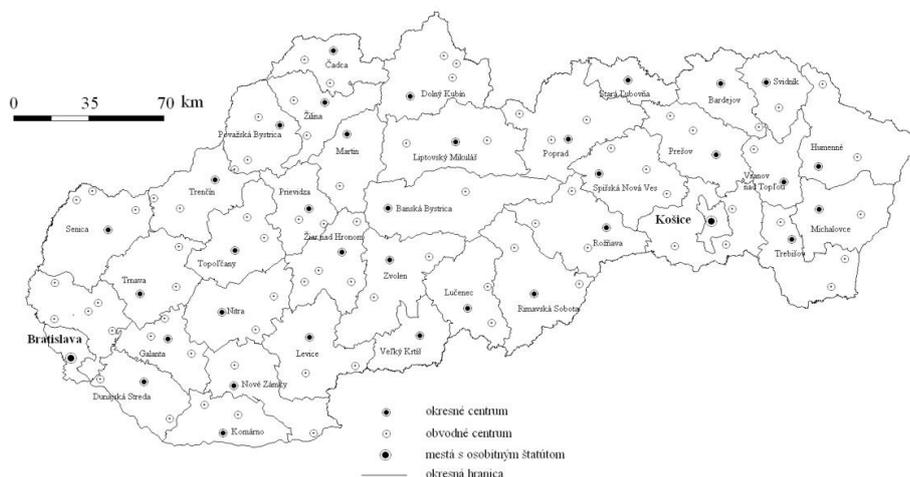 Čadca
Dolný Kubín
Stará Ľubovňa
Bardejov
Svidník
0 35 70 km
Žilina
Považská Bystrica
Martin
Liptovský Mikuláš
Poprad
Prešov
Humenné
Trenčín
Prievidza
Spišská Nová Ves
Vranov
nad Topľou
Banská Bystrica
Košice
Michalovce
Senica
Topoľčany
Žiar nad Hronom
Rožňava
Trebišov
Zvolen
Trnava
Lučenec
Rimavská Sobota
Nitra
Bratislava
Galanta
Levice
Veľký Krtíš
Nové Zámky
Dunajská Streda
Komárno
okresné centrum
obvodné centrum
mestá s osobitným štatútom
okresná hranica